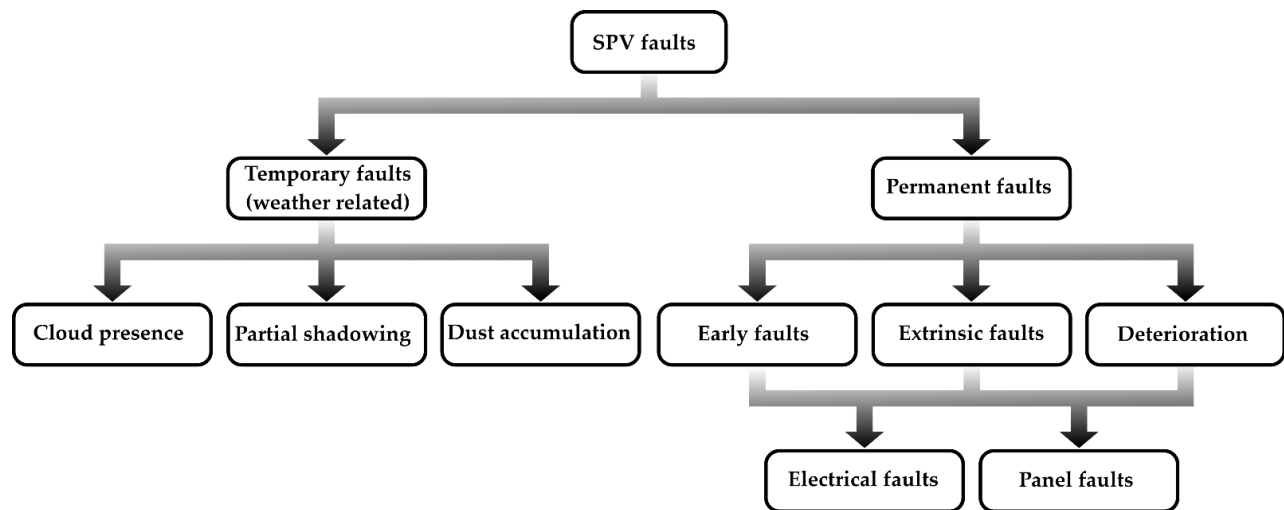 SPV faults
Temporary faults
(weather related)
Permanent faults
Cloud presence
Partial shadowing
Dust accumulation
Early faults
Extrinsic faults
Deterioration
Electrical faults
Panel faults